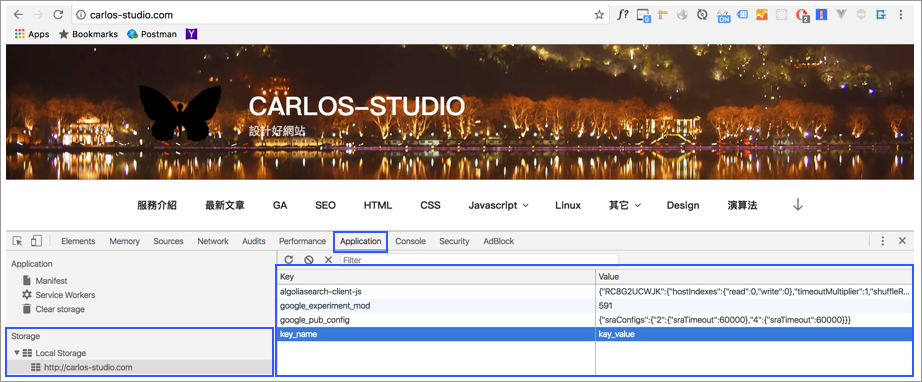 carlos-studio.com
f?
0
ON
2
Apps Bookmarks Postman
CARLOS-STUDIO
設計好網站
服務介紹 最新文章 GA SEO HTML CSS Javascript Linux 其它 Design 演算法
Elements Memory Sources Network Audits Performance Application Console Security AdBlock
Application
Manifest
Service Workers
Clear storage
Storage
Local Storage
http://carlos-studio.com
Filter
Key Value
algoliasearch-client-js {"RC8G2UCWJK":{"hostIndexes":{"read":0,"write":0},"timeoutMultiplier":1,"shuffleR...
google_experiment_mod 591
google_pub_config {"sraConfigs":{"2":{"sraTimeout":60000},"4":{"sraTimeout":60000}}}
key_name kay_value